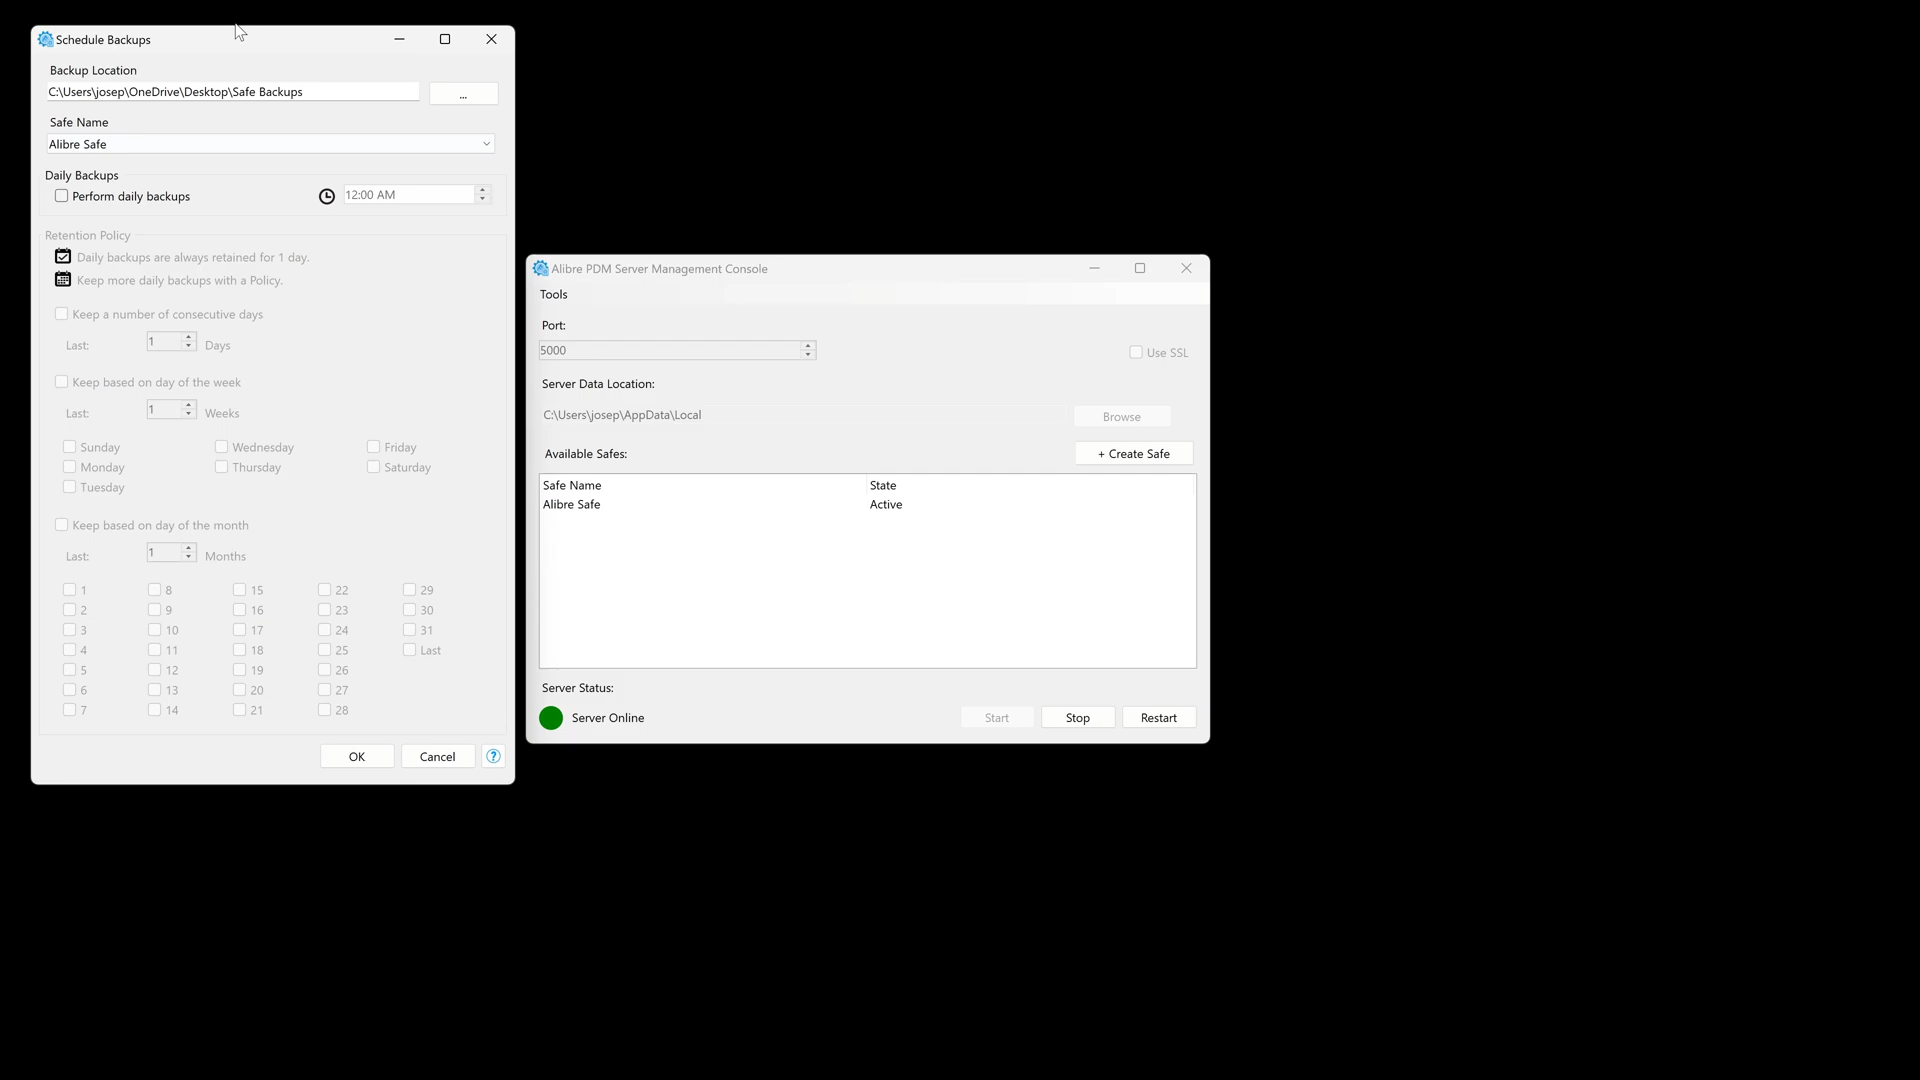 Schedule Backups
Backup Location
C:\Users\josep\OneDrive\Desktop\Safe Backups
...
Safe Name
Alibre Safe
Daily Backups
Perform daily backups
12:00 AM
Retention Policy
Daily backups are always retained for 1 day.
Keep more daily backups with a Policy.
Keep a number of consecutive days
Last: 1 Days
Keep based on day of the week
Last: 1 Weeks
Sunday Wednesday Friday
Monday Thursday Saturday
Tuesday
Keep based on day of the month
Last: 1 Months
1 8 15 22 29
2 9 16 23 30
3 10 17 24 31
4 11 18 25 Last
5 12 19 26
6 13 20 27
7 14 21 28
OK Cancel ?
Alibre PDM Server Management Console
Tools
Port:
5000 Use SSL
Server Data Location:
C:\Users\josep\AppData\Local Browse
Available Safes: + Create Safe
Safe Name State
Alibre Safe Active
Server Status:
Server Online Start Stop Restart